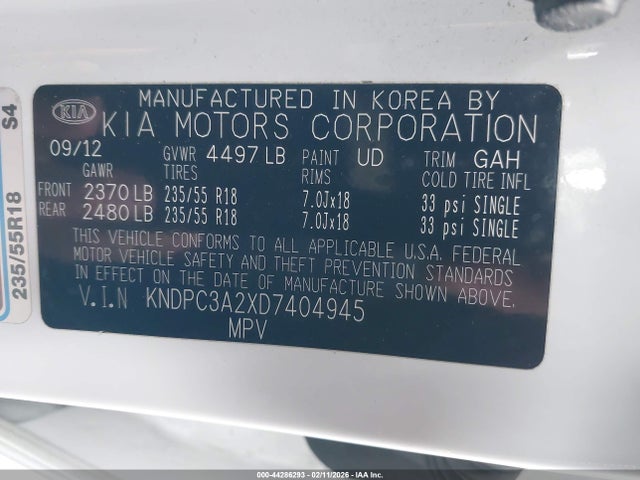 KIA
MANUFACTURED IN KOREA BY
KIA MOTORS CORPORATION
09/12 GVWR 4497 LB PAINT UD TRIM GAH
GAWR TIRES RIMS COLD TIRE INFL
FRONT 2370 LB 235/55 R18 7.0Jx18 33 psi SINGLE
REAR 2480 LB 235/55 R18 7.0Jx18 33 psi SINGLE
THIS VEHICLE CONFORMS TO ALL APPLICABLE U.S.A. FEDERAL
MOTOR VEHICLE SAFETY AND THEFT PREVENTION STANDARDS
IN EFFECT ON THE DATE OF MANUFACTURE SHOWN ABOVE.
V.I.N KNDPC3A2XD7404945
MPV
235/55R18 S4
000-44286293 - 02/11/2026 - IAA Inc.